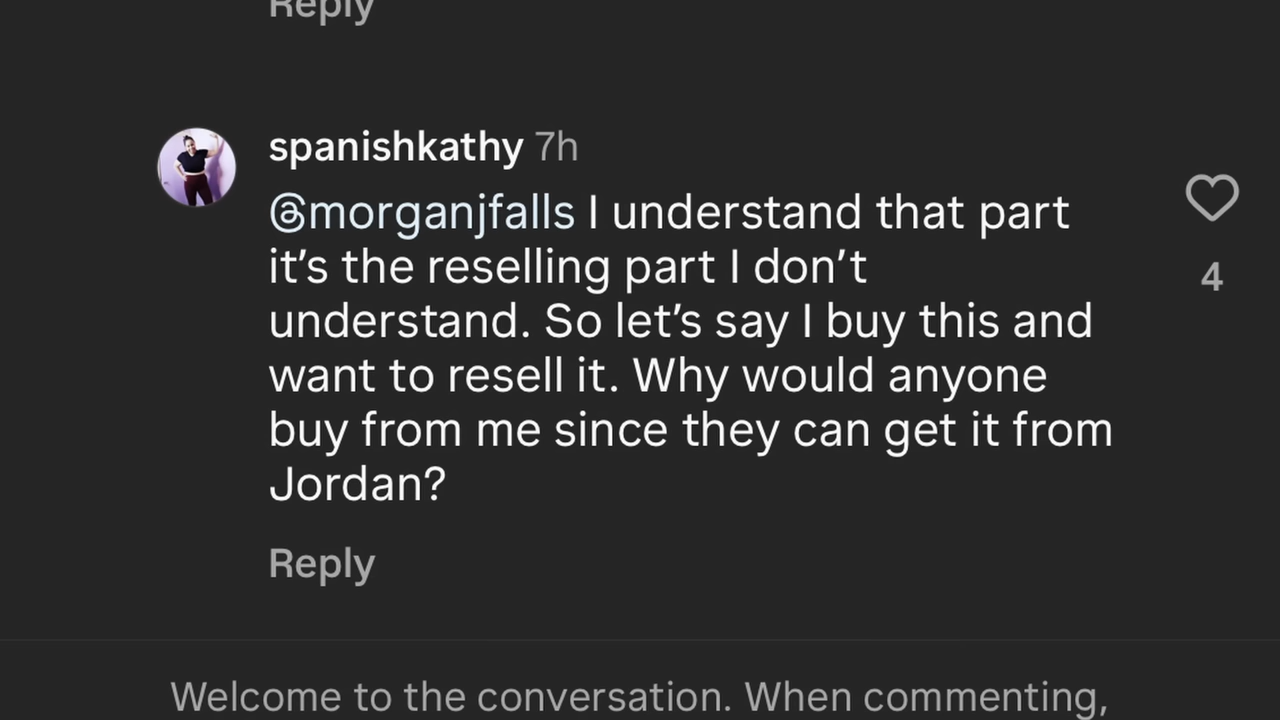 Reply
spanishkathy 7h
@morganjfalls I understand that part
it’s the reselling part I don’t
understand. So let’s say I buy this and
want to resell it. Why would anyone
buy from me since they can get it from
Jordan?
4
Reply
Welcome to the conversation. When commenting,